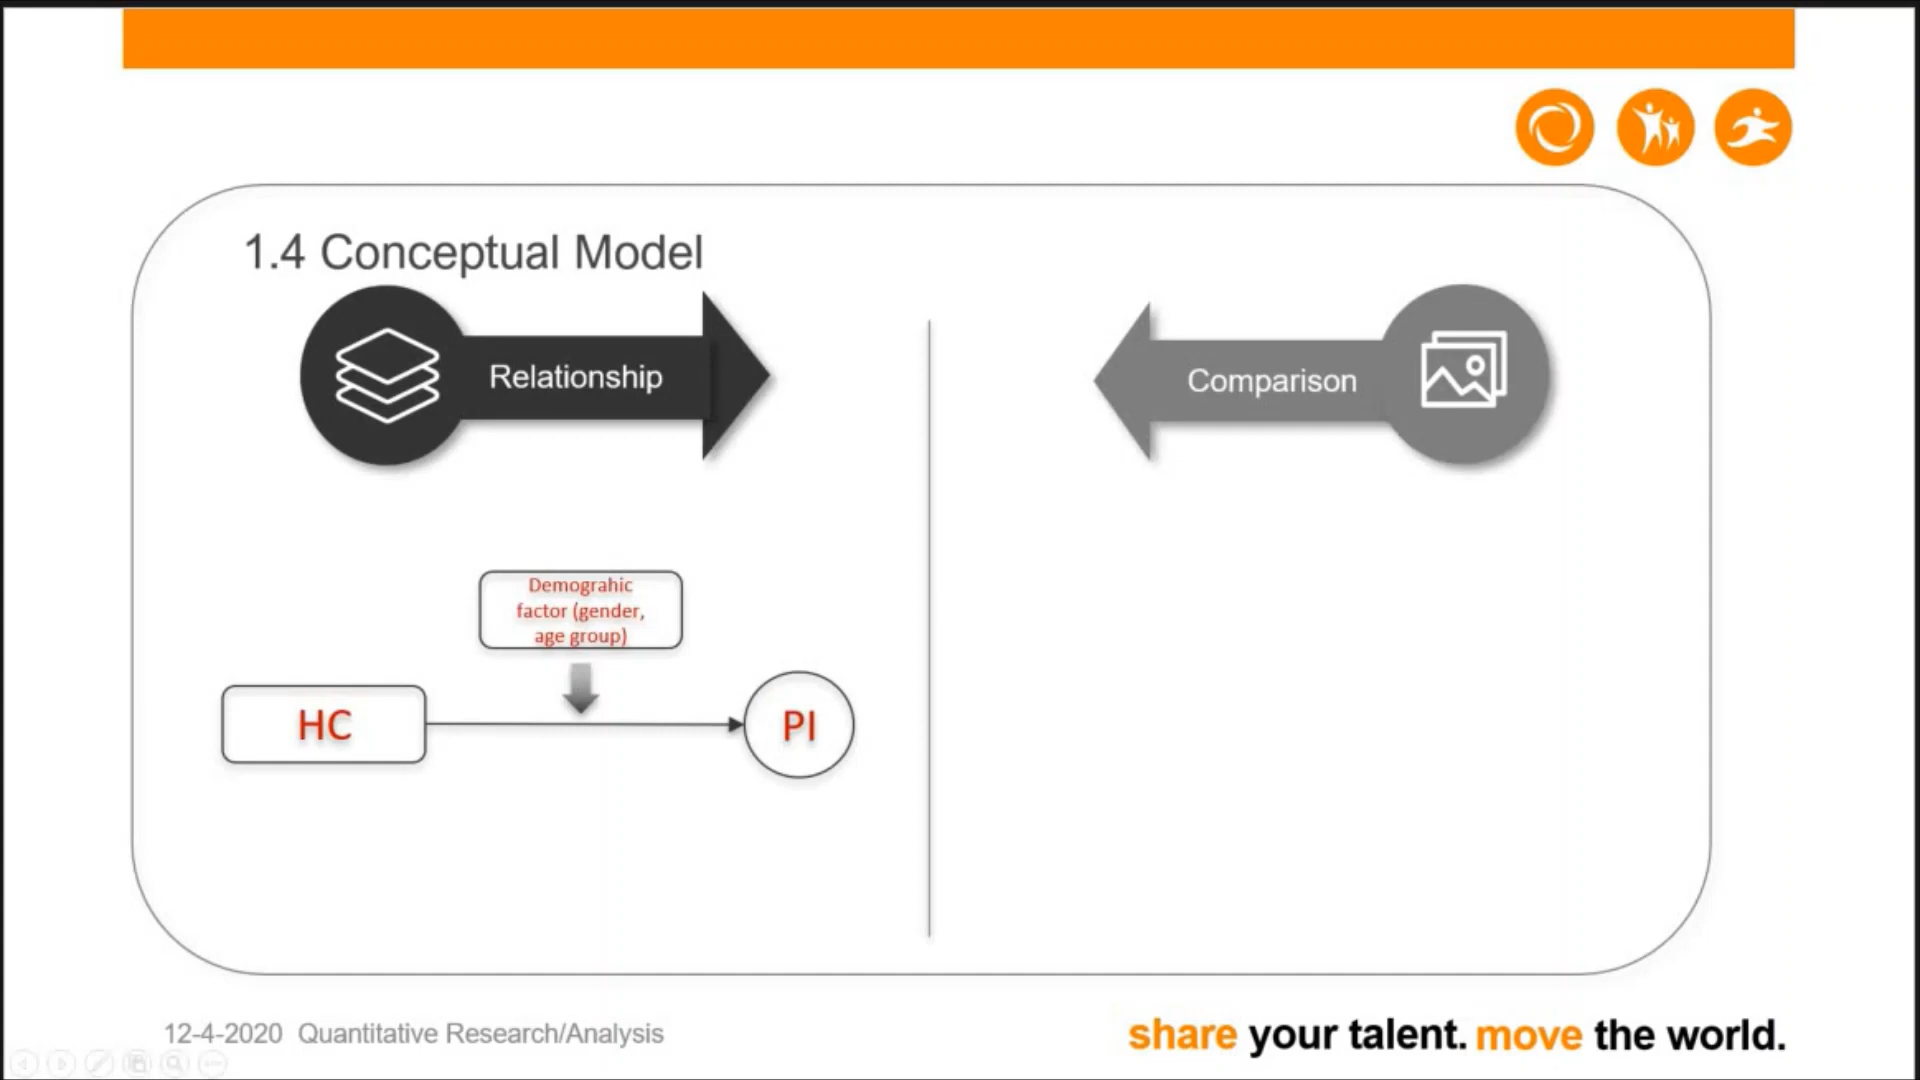 1.4 Conceptual Model
Relationship
Comparison
Demograhic
factor (gender,
age group)
HC
PI
12-4-2020 Quantitative Research/Analysis
share your talent. move the world.